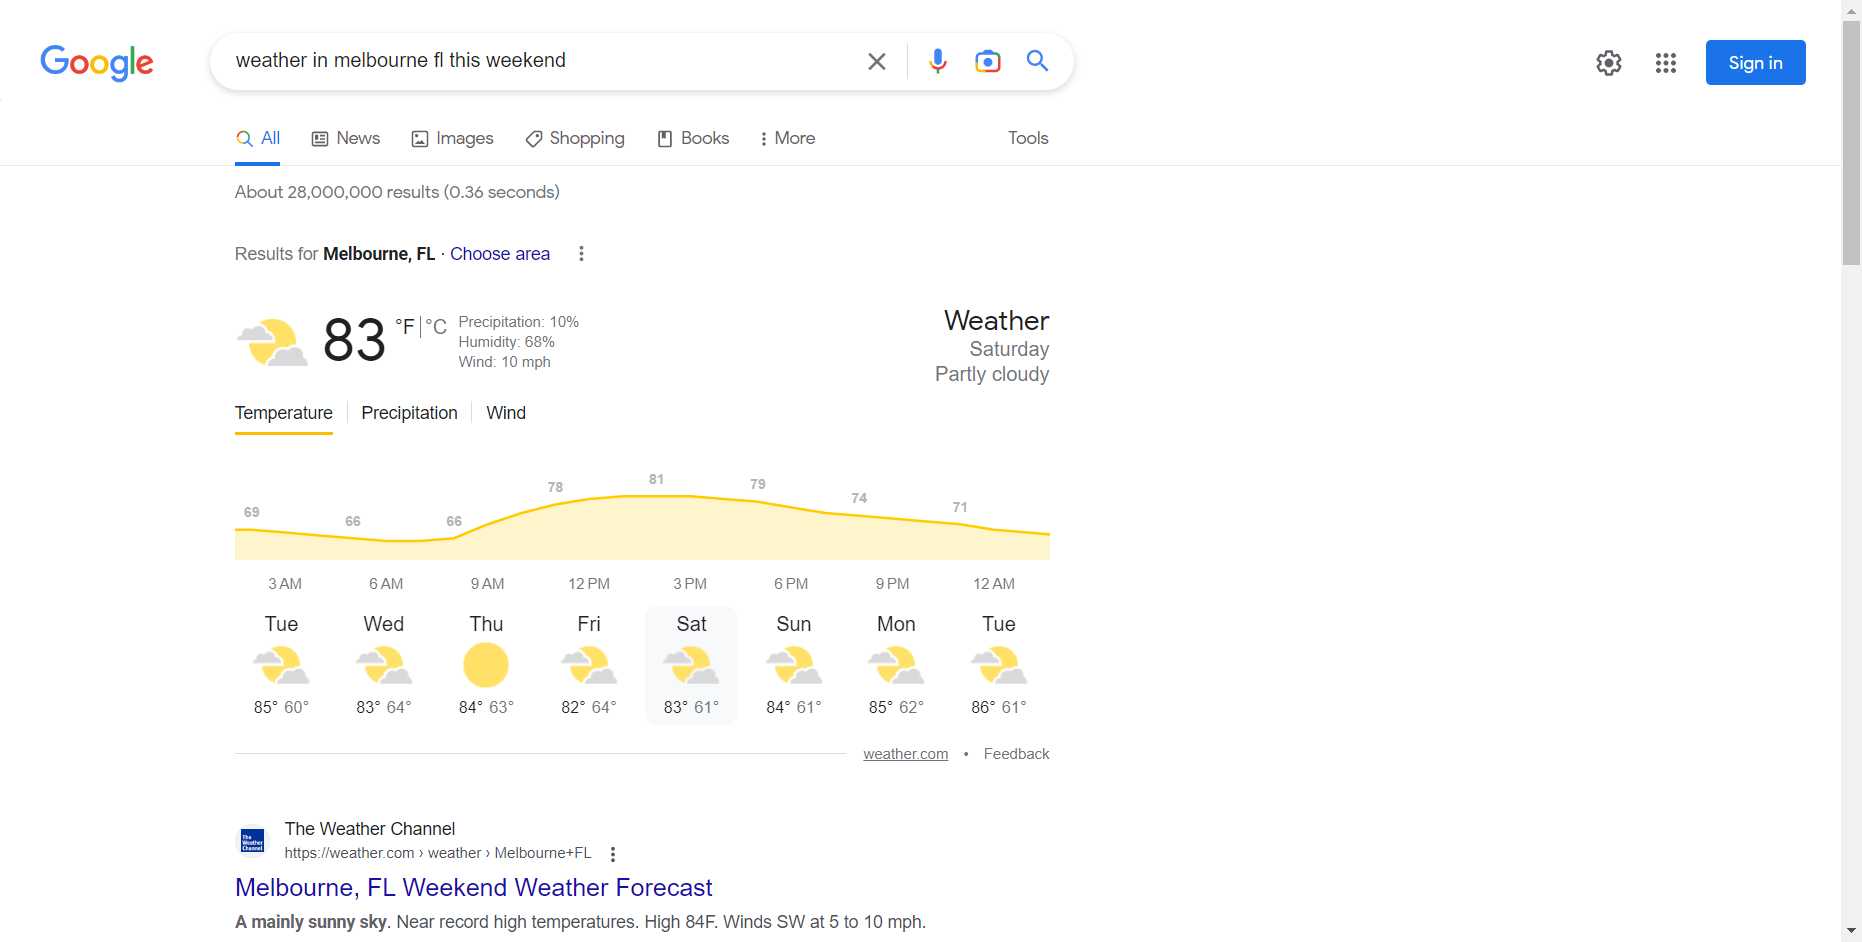 Google
weather in melbourne fl this weekend
Sign in
All News Images Shopping Books More Tools
About 28,000,000 results (0.36 seconds)
Results for Melbourne, FL · Choose area
83 °F | °C
Precipitation: 10%
Humidity: 68%
Wind: 10 mph
Weather
Saturday
Partly cloudy
Temperature Precipitation Wind
69 66 66 78 81 79 74 71
3 AM 6 AM 9 AM 12 PM 3 PM 6 PM 9 PM 12 AM
Tue Wed Thu Fri Sat Sun Mon Tue
85° 60° 83° 64° 84° 63° 82° 64° 83° 61° 84° 61° 85° 62° 86° 61°
weather.com • Feedback
The Weather Channel
The Weather Channel
https://weather.com › weather › Melbourne+FL
Melbourne, FL Weekend Weather Forecast
A mainly sunny sky. Near record high temperatures. High 84F. Winds SW at 5 to 10 mph.